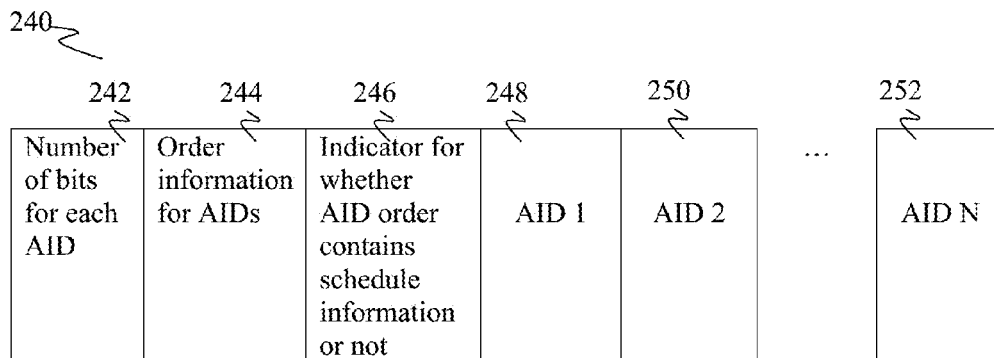 240
242 244 246 248 250 252
Number of bits for each AID
Order information for AIDs
Indicator for whether AID order contains schedule information or not
AID 1
AID 2
...
AID N